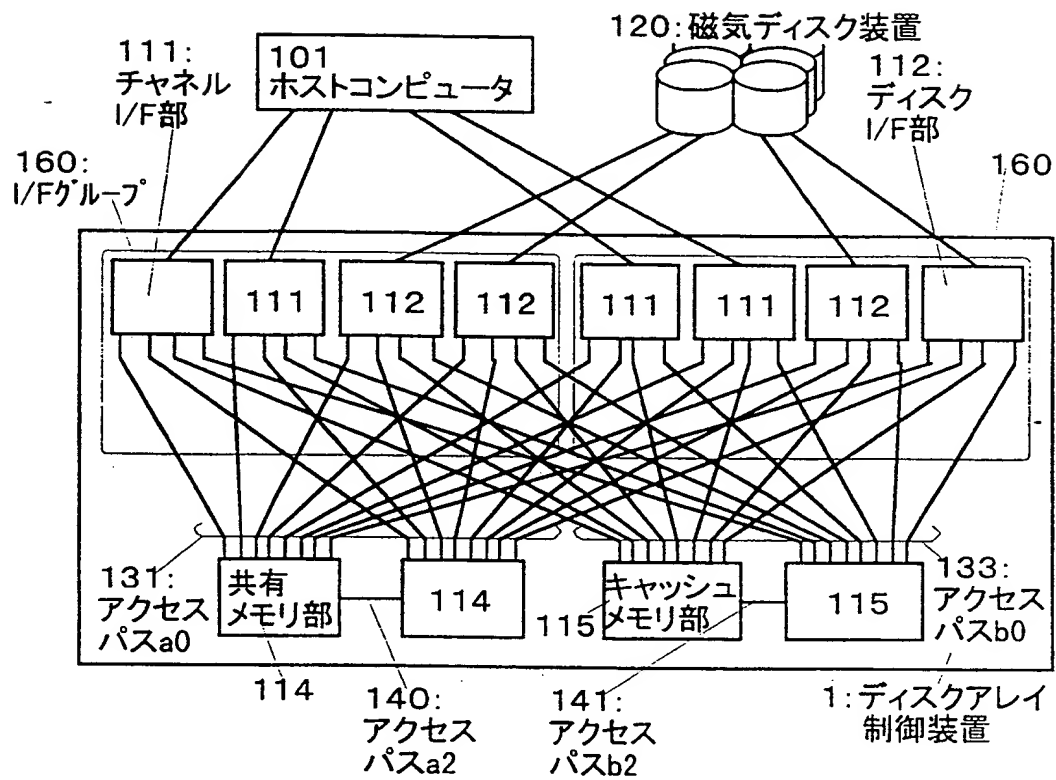 120:磁気ディスク装置
111:
チャネル
I/F部
101
ホストコンピュータ
112:
ディスク
I/F部
160:
I/Fグループ
160
111
112
112
111
111
112
131:
アクセス
パスa0
共有
メモリ部
114
キャッシュ
メモリ部
115
115
133:
アクセス
パスb0
114
140:
アクセス
パスa2
141:
アクセス
パスb2
1:ディスクアレイ
制御装置